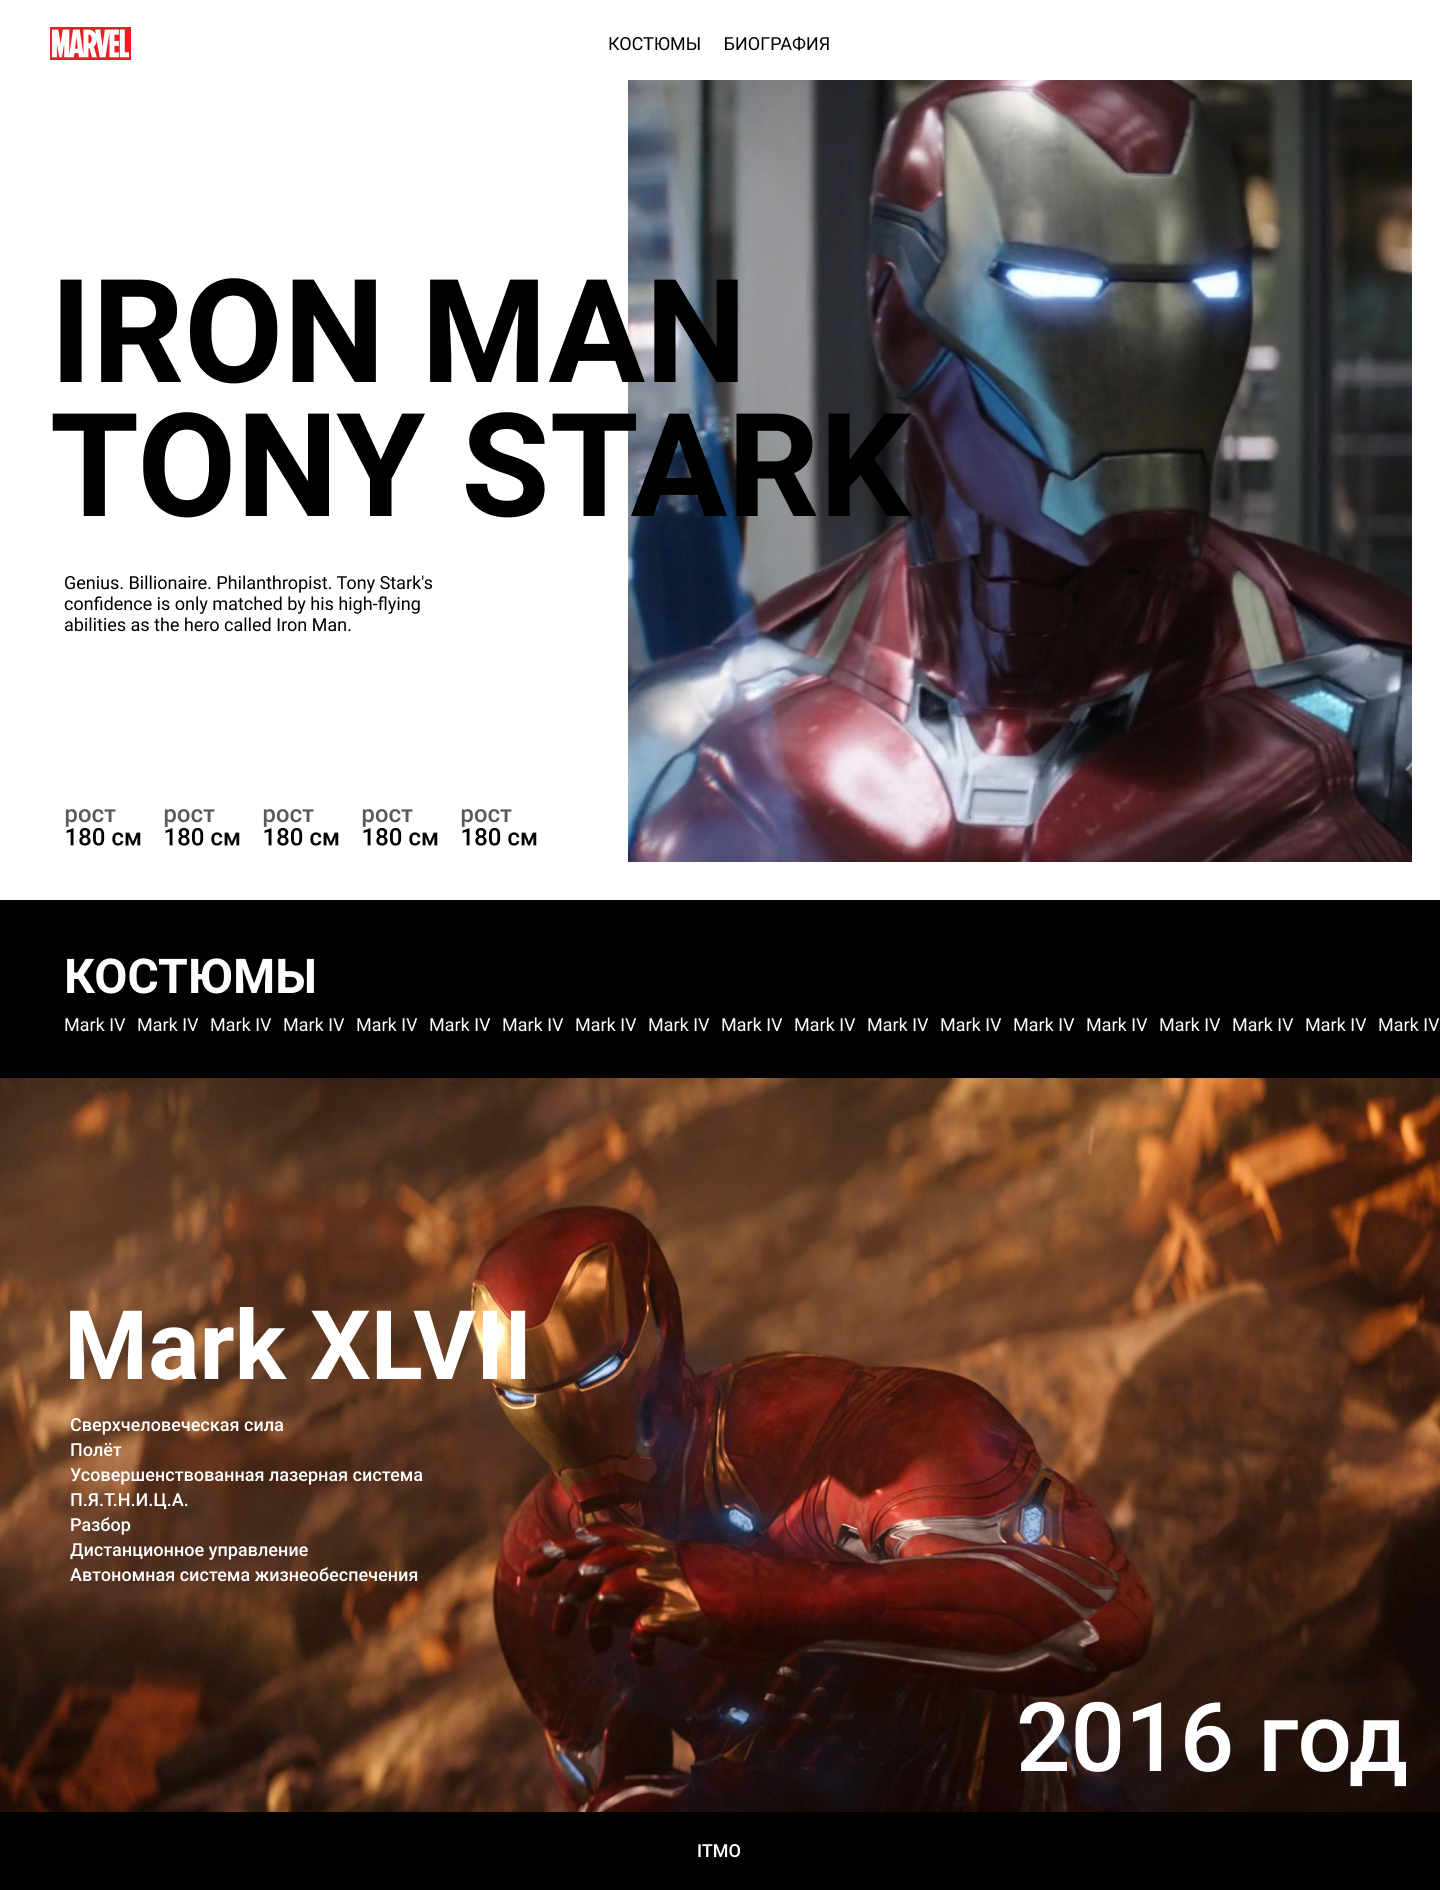 MARVEL
КОСТЮМЫ БИОГРАФИЯ
IRON MAN
TONY STARK
Genius. Billionaire. Philanthropist. Tony Stark's
confidence is only matched by his high-flying
abilities as the hero called Iron Man.
рост рост рост рост рост
180 см 180 см 180 см 180 см 180 см
КОСТЮМЫ
Mark IV Mark IV Mark IV Mark IV Mark IV Mark IV Mark IV Mark IV Mark IV Mark IV Mark IV Mark IV Mark IV Mark IV Mark IV Mark IV Mark IV Mark IV Mark IV
Mark XLVII
Сверхчеловеческая сила
Полёт
Усовершенствованная лазерная система
П.Я.Т.Н.И.Ц.А.
Разбор
Дистанционное управление
Автономная система жизнеобеспечения
2016 год
ITMO